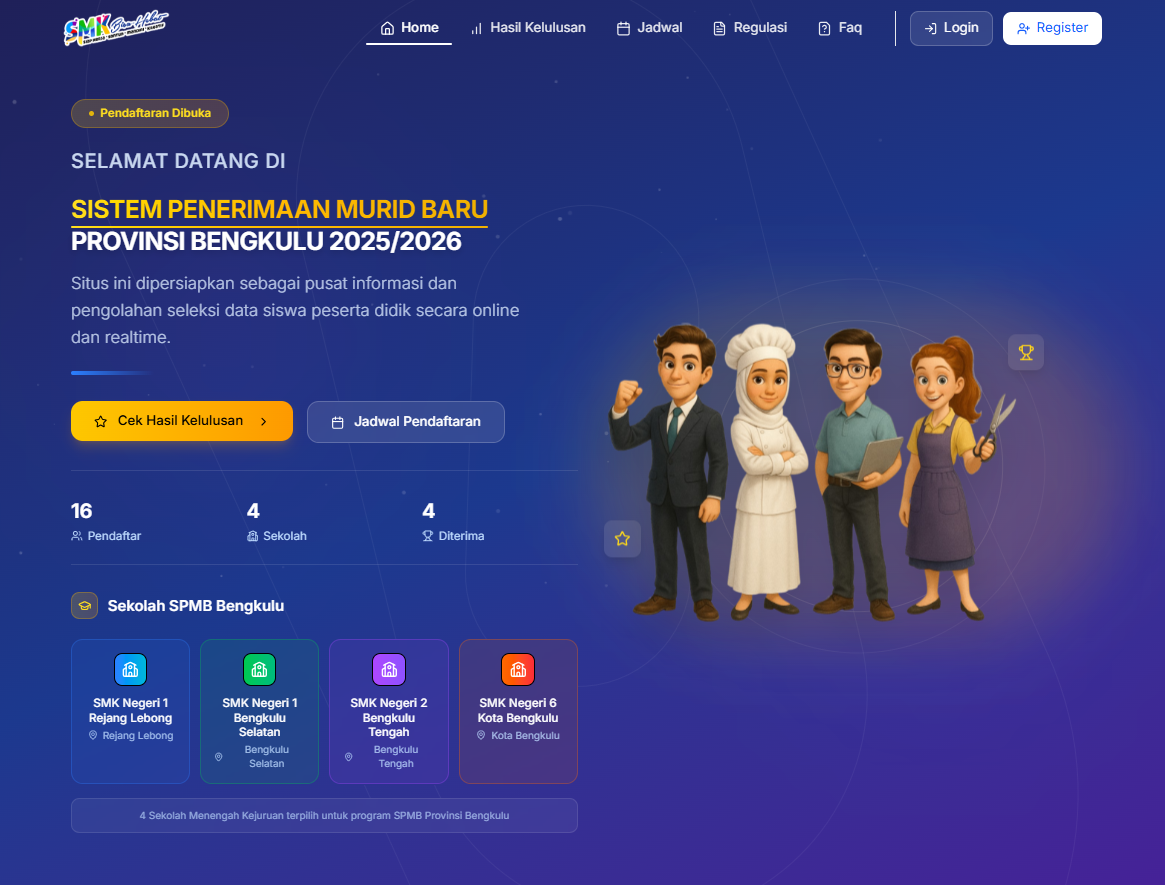 SMK
Home
Hasil Kelulusan
Jadwal
Regulasi
Faq
Login
Register
Pendaftaran Dibuka
SELAMAT DATANG DI
SISTEM PENERIMAAN MURID BARU
PROVINSI BENGKULU 2025/2026
Situs ini dipersiapkan sebagai pusat informasi dan
pengolahan seleksi data siswa peserta didik secara online
dan realtime.
Cek Hasil Kelulusan
Jadwal Pendaftaran
16
Pendaftar
4
Sekolah
4
Diterima
Sekolah SPMB Bengkulu
SMK Negeri 1
Rejang Lebong
Rejang Lebong
SMK Negeri 1
Bengkulu
Selatan
Bengkulu
Selatan
SMK Negeri 2
Bengkulu
Tengah
Bengkulu
Tengah
SMK Negeri 6
Kota Bengkulu
Kota Bengkulu
4 Sekolah Menengah Kejuruan terpilih untuk program SPMB Provinsi Bengkulu